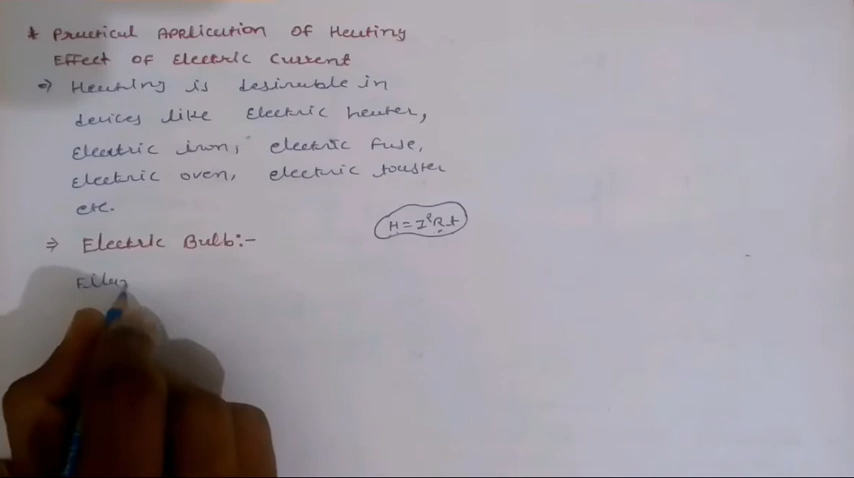 * Practical Application of Heating
Effect of Electric Current
⇒ Heating is desirable in
devices like Electric heater,
Electric iron, electric fuse,
Electric oven, electric toaster
etc.
H = I²Rt
⇒ Electric Bulb:-